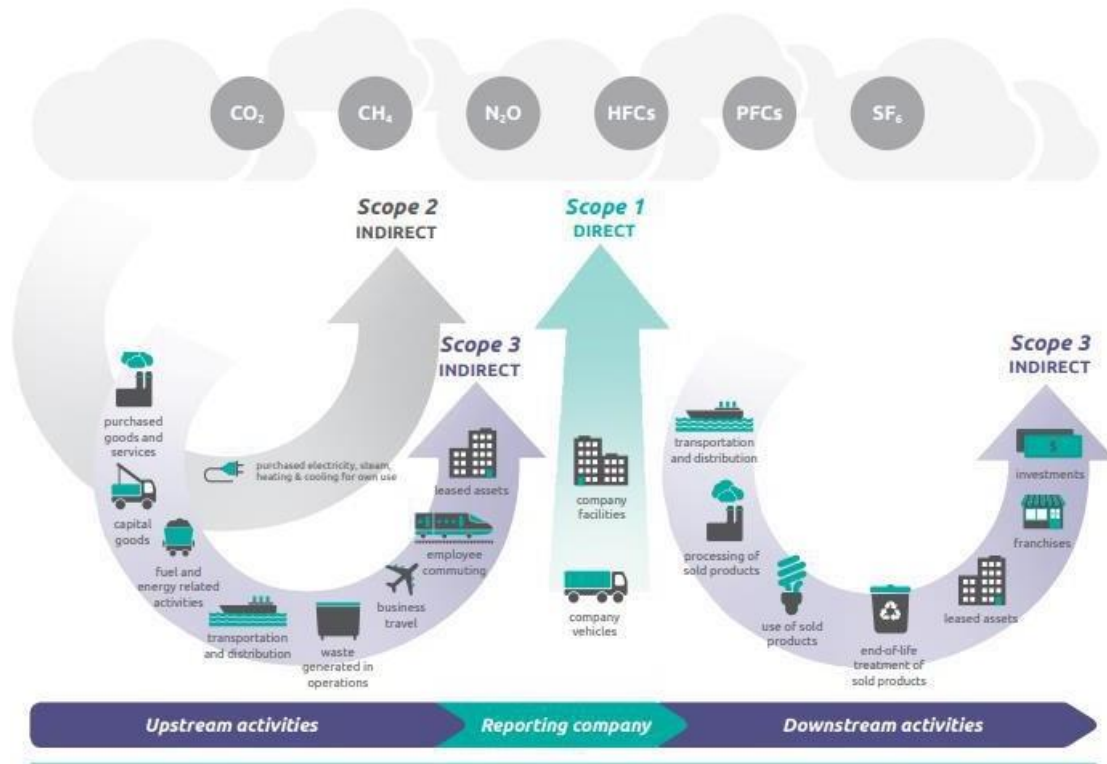 CO₂
CH₄
N₂O
HFCs
PFCs
SF₆
Scope 2
INDIRECT
Scope 1
DIRECT
Scope 3
INDIRECT
Scope 3
INDIRECT
purchased
goods and
services
capital
goods
fuel and
energy related
activities
transportation
and distribution
waste
generated in
operations
business
travel
employee
commuting
leased assets
purchased electricity, steam,
heating & cooling for own use
company
facilities
company
vehicles
transportation
and distribution
processing of
sold products
use of sold
products
end-of-life
treatment of
sold products
leased assets
franchises
investments
$
Upstream activities
Reporting company
Downstream activities